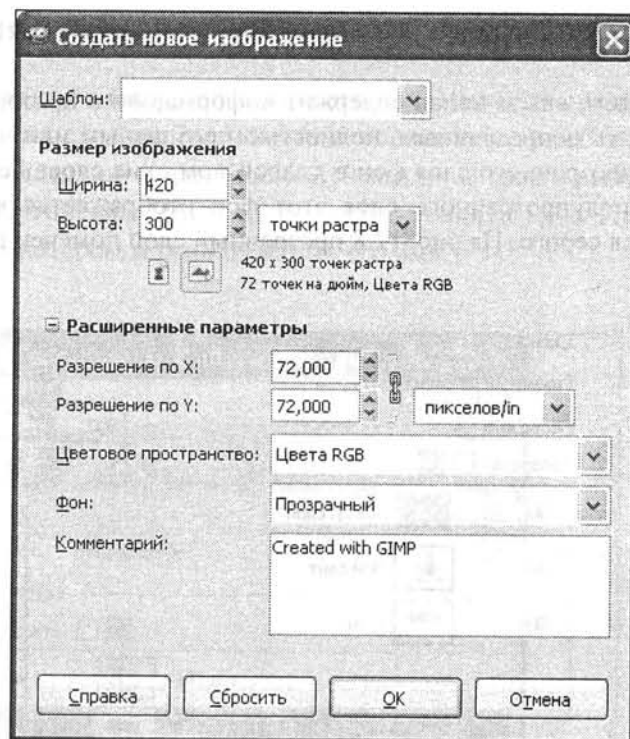 Создать новое изображение
Шаблон:
Размер изображения
Ширина: 420
Высота: 300 точки растра
420 x 300 точек растра
72 точек на дюйм, Цвета RGB
Расширенные параметры
Разрешение по X: 72,000
Разрешение по Y: 72,000 пикселов/in
Цветовое пространство: Цвета RGB
Фон: Прозрачный
Комментарий: Created with GIMP
Справка Сбросить OK Отмена